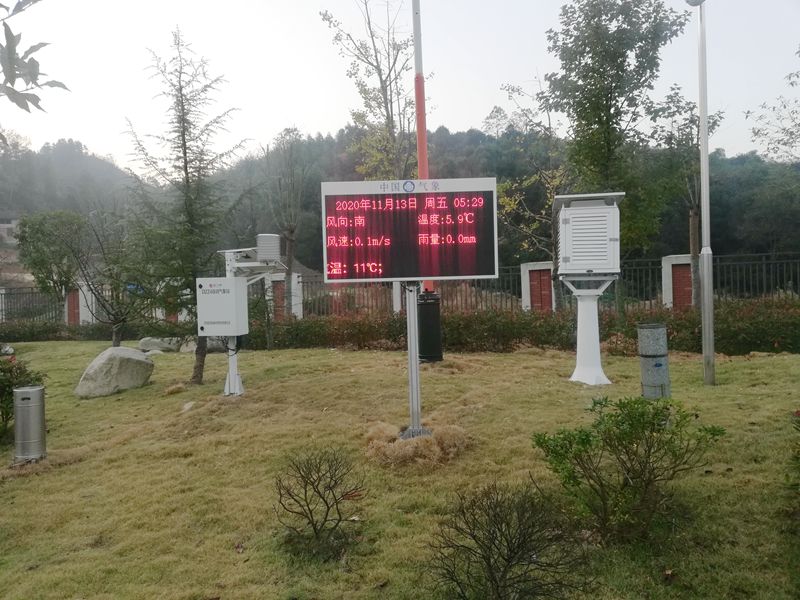 中国 气象
2020年11月13日 周五 05:29
风向:南 温度:5.9℃
风速:0.1m/s 雨量:0.0mm
温: 11℃;